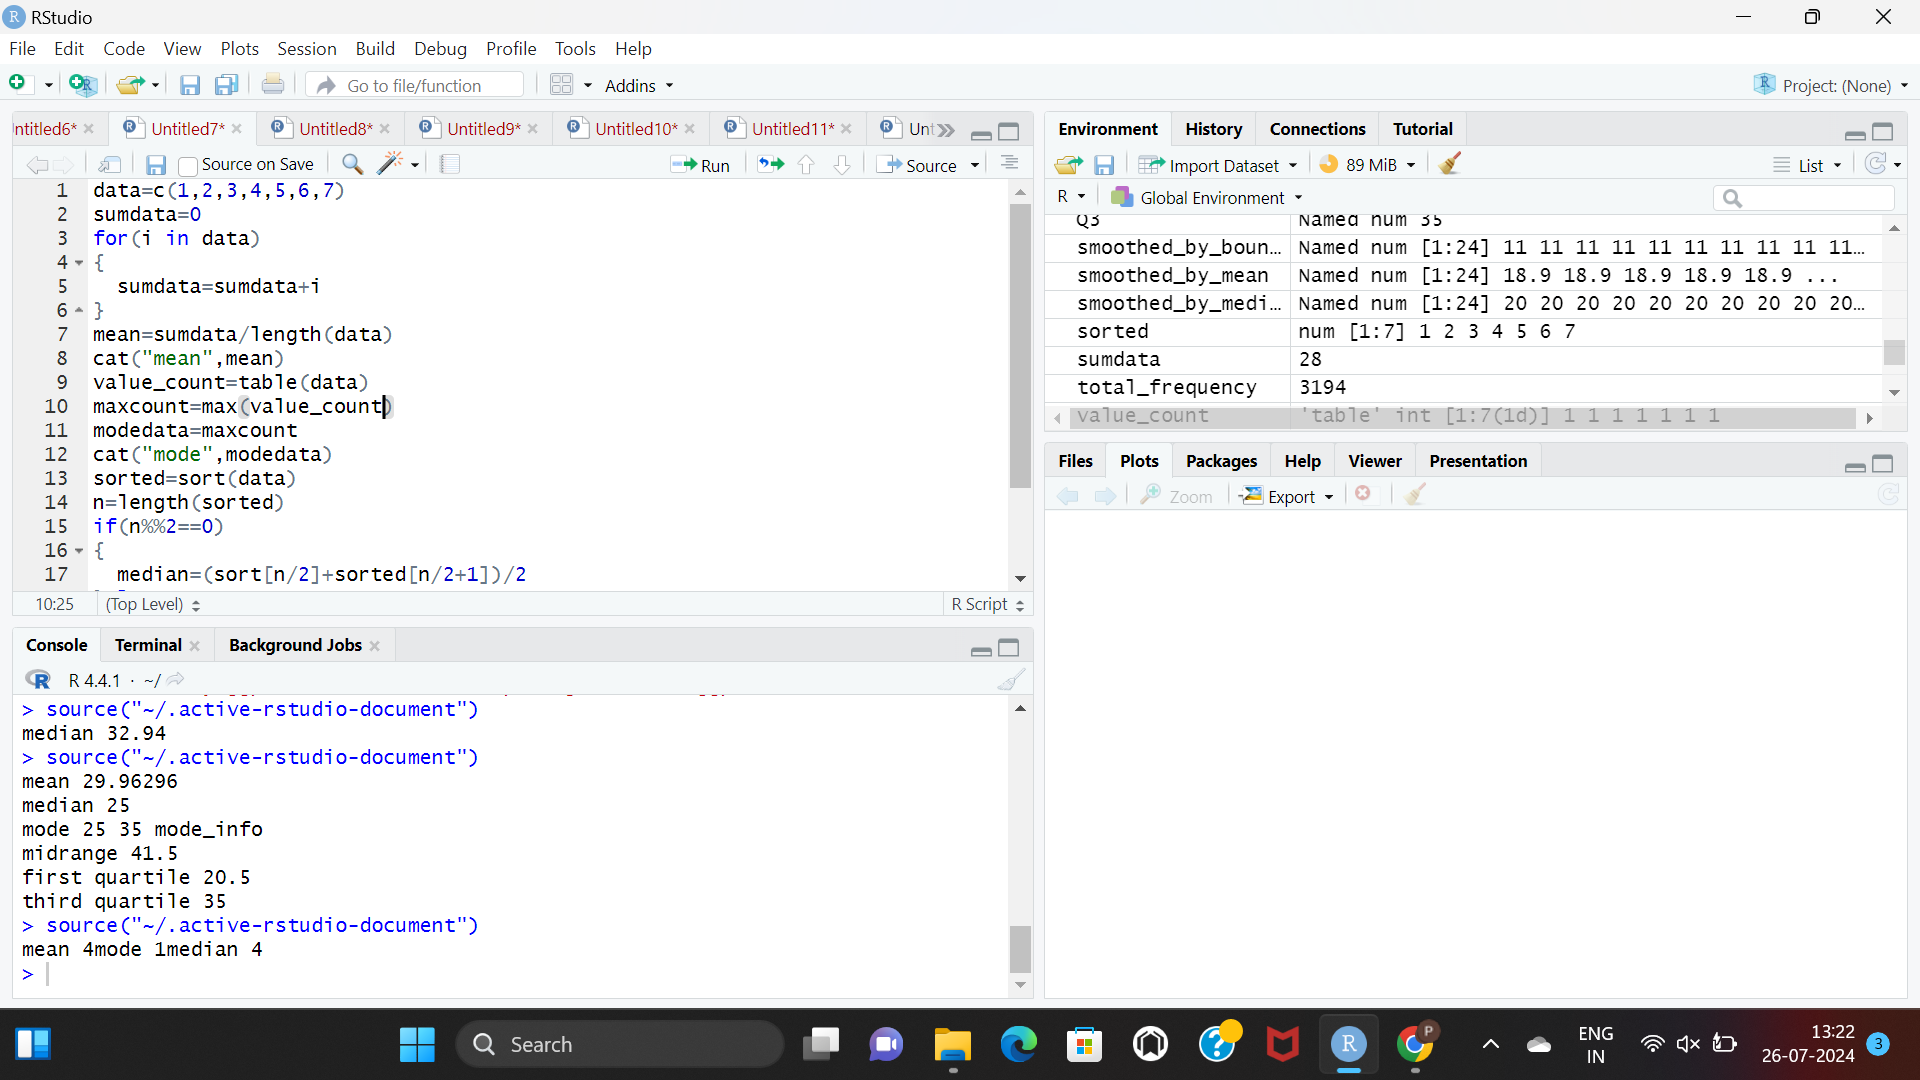 RStudio
File Edit Code View Plots Session Build Debug Profile Tools Help
Go to file/function Addins Project: (None)
ntitled6* Untitled7* Untitled8* Untitled9* Untitled10* Untitled11* Unt
Source on Save Run Source
1 data=c(1,2,3,4,5,6,7)
2 sumdata=0
3 for(i in data)
4 {
5 sumdata=sumdata+i
6 }
7 mean=sumdata/length(data)
8 cat("mean",mean)
9 value_count=table(data)
10 maxcount=max(value_count)
11 modedata=maxcount
12 cat("mode",modedata)
13 sorted=sort(data)
14 n=length(sorted)
15 if(n%%2==0)
16 {
17 median=(sort[n/2]+sorted[n/2+1])/2
10:25 (Top Level) R Script
Console Terminal Background Jobs
R 4.4.1 · ~/
> source("~/.active-rstudio-document")
median 32.94
> source("~/.active-rstudio-document")
mean 29.96296
median 25
mode 25 35 mode_info
midrange 41.5
first quartile 20.5
third quartile 35
> source("~/.active-rstudio-document")
mean 4mode 1median 4
>
Environment History Connections Tutorial
Import Dataset 89 MiB List
R Global Environment
Q3 Named num 35
smoothed_by_boun… Named num [1:24] 11 11 11 11 11 11 11 11 11 11…
smoothed_by_mean Named num [1:24] 18.9 18.9 18.9 18.9 18.9 ...
smoothed_by_medi… Named num [1:24] 20 20 20 20 20 20 20 20 20 20…
sorted num [1:7] 1 2 3 4 5 6 7
sumdata 28
total_frequency 3194
value_count 'table' int [1:7(1d)] 1 1 1 1 1 1 1
Files Plots Packages Help Viewer Presentation
Zoom Export
Search
ENG
IN
13:22
26-07-2024
3